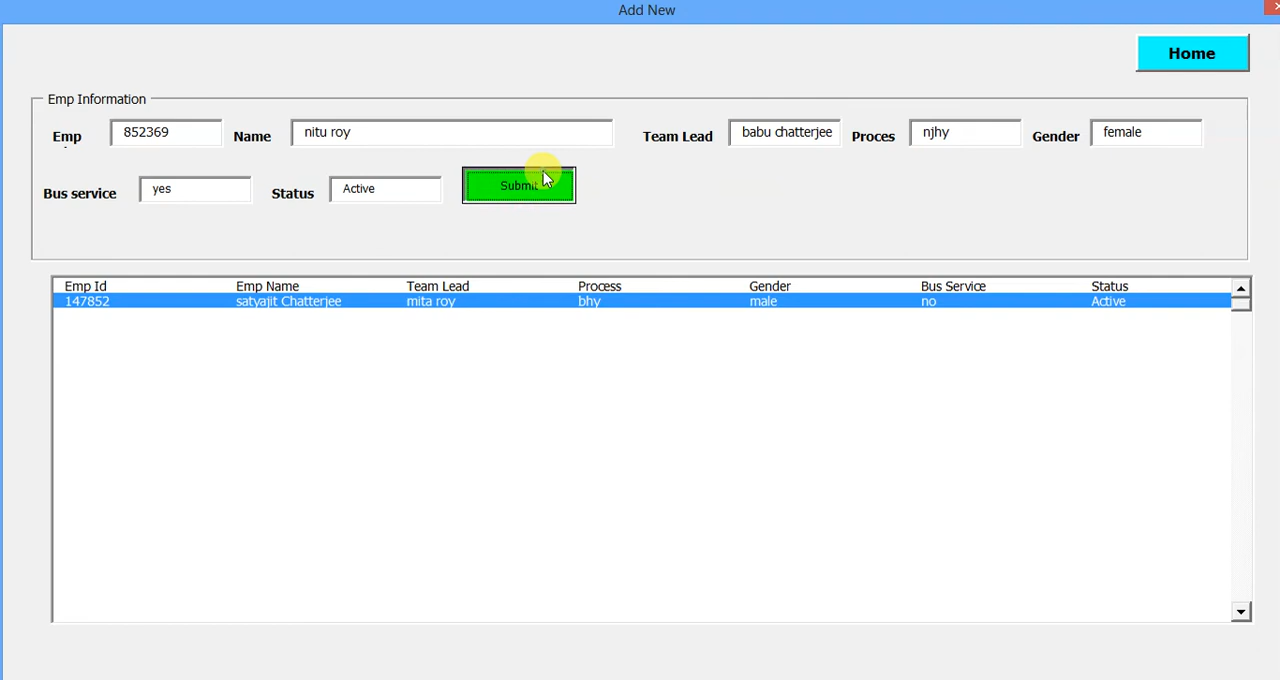 Add New
Home
Emp Information
Emp 852369 Name nitu roy Team Lead babu chatterjee Proces njhy Gender female
Bus service yes Status Active Submit
Emp Id Emp Name Team Lead Process Gender Bus Service Status
147852 satyajit Chatterjee mita roy bhy male no Active